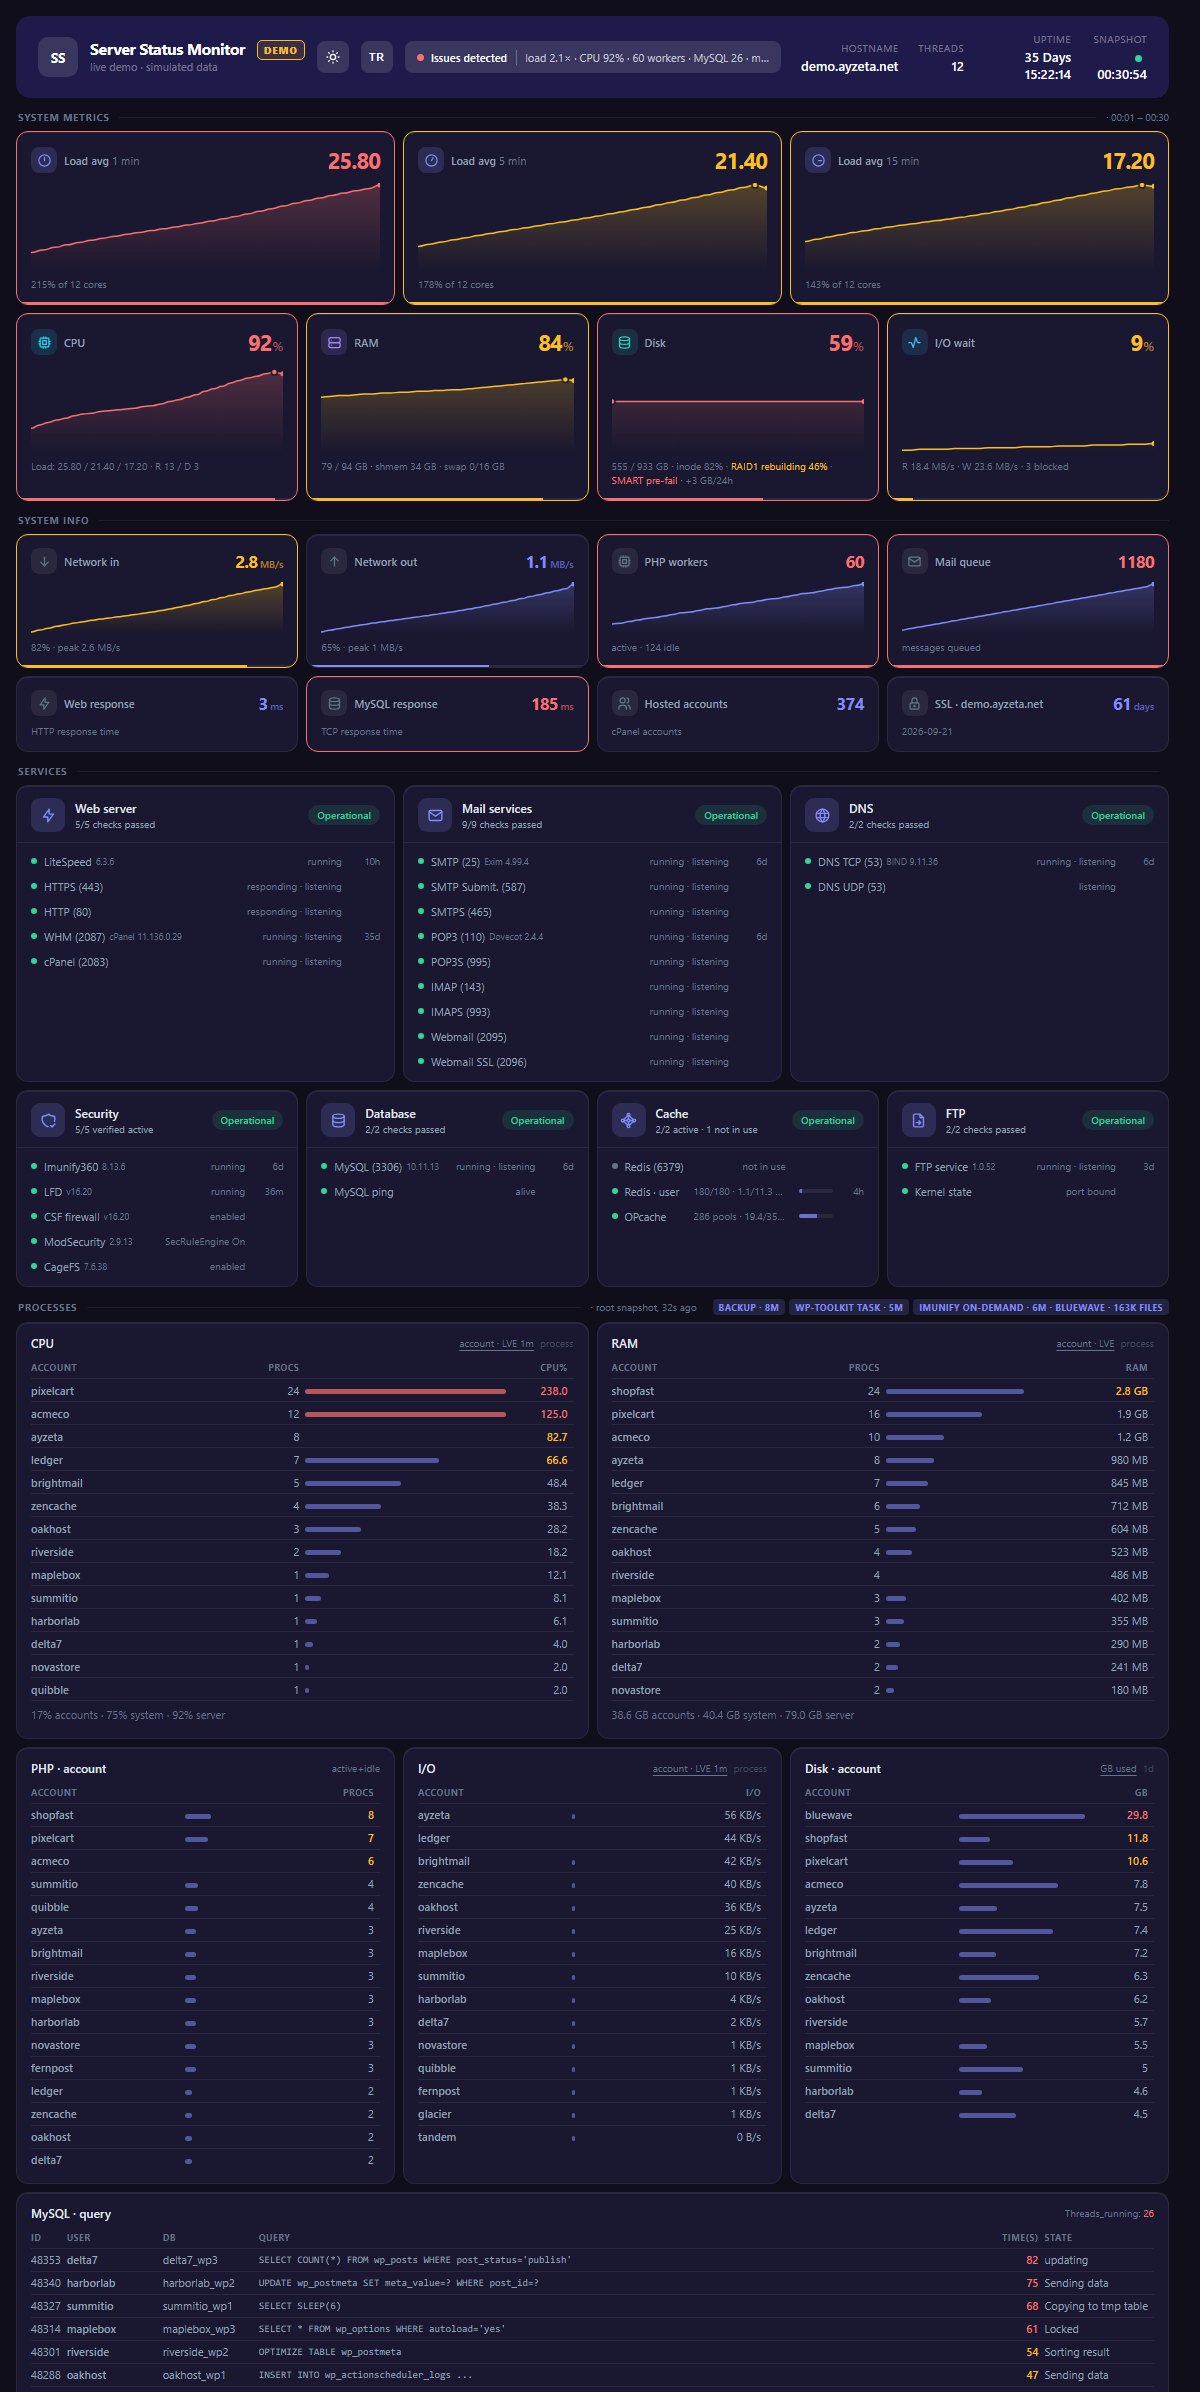 SS
Server Status Monitor DEMO
live demo · simulated data
TR
Issues detected load 2.1× · CPU 92% · 60 workers · MySQL 26 · m...
HOSTNAME
demo.ayzeta.net
THREADS
12
UPTIME
35 Days
15:22:14
SNAPSHOT
00:30:54
SYSTEM METRICS · 00:01 – 00:30
Load avg 1 min 25.80
215% of 12 cores
Load avg 5 min 21.40
178% of 12 cores
Load avg 15 min 17.20
143% of 12 cores
CPU 92%
Load: 25.80 / 21.40 / 17.20 · R 13 / D 3
RAM 84%
79 / 94 GB · shmem 34 GB · swap 0/16 GB
Disk 59%
555 / 933 GB · inode 82% · RAID1 rebuilding 46% ·
SMART pre-fail · +3 GB/24h
I/O wait 9%
R 18.4 MB/s · W 23.6 MB/s · 3 blocked
SYSTEM INFO
Network in 2.8 MB/s
82% · peak 2.6 MB/s
Network out 1.1 MB/s
65% · peak 1 MB/s
PHP workers 60
active · 124 idle
Mail queue 1180
messages queued
Web response 3 ms
HTTP response time
MySQL response 185 ms
TCP response time
Hosted accounts 374
cPanel accounts
SSL · demo.ayzeta.net 61 days
2026-09-21
SERVICES
Web server Operational
5/5 checks passed
LiteSpeed 6.3.6 running 10h
HTTPS (443) responding · listening
HTTP (80) responding · listening
WHM (2087) cPanel 11.136.0.29 running · listening 35d
cPanel (2083) running · listening
Mail services Operational
9/9 checks passed
SMTP (25) Exim 4.99.4 running · listening 6d
SMTP Submit. (587) running · listening
SMTPS (465) running · listening
POP3 (110) Dovecot 2.4.4 running · listening 6d
POP3S (995) running · listening
IMAP (143) running · listening
IMAPS (993) running · listening
Webmail (2095) running · listening
Webmail SSL (2096) running · listening
DNS Operational
2/2 checks passed
DNS TCP (53) BIND 9.11.36 running · listening 6d
DNS UDP (53) listening
Security Operational
5/5 verified active
Imunify360 8.13.6 running 6d
LFD v16.20 running 36m
CSF firewall v16.20 enabled
ModSecurity 2.9.13 SecRuleEngine On
CageFS 7.6.38 enabled
Database Operational
2/2 checks passed
MySQL (3306) 10.11.13 running · listening 6d
MySQL ping alive
Cache Operational
2/2 active · 1 not in use
Redis (6379) not in use
Redis · user 180/180 · 1.1/11.3 ... 4h
OPcache 286 pools · 19.4/35...
FTP Operational
2/2 checks passed
FTP service 1.0.52 running · listening 3d
Kernel state port bound
PROCESSES · root snapshot, 32s ago BACKUP · 8M WP-TOOLKIT TASK · 5M IMUNIFY ON-DEMAND · 6M · BLUEWAVE · 163K FILES
CPU account · LVE 1m process
ACCOUNT PROCS CPU%
pixelcart 24 238.0
acmeco 12 125.0
ayzeta 8 82.7
ledger 7 66.6
brightmail 5 48.4
zencache 4 38.3
oakhost 3 28.2
riverside 2 18.2
maplebox 1 12.1
summitio 1 8.1
harborlab 1 6.1
delta7 1 4.0
novastore 1 2.0
quibble 1 2.0
17% accounts · 75% system · 92% server
RAM account · LVE process
ACCOUNT PROCS RAM
shopfast 24 2.8 GB
pixelcart 16 1.9 GB
acmeco 10 1.2 GB
ayzeta 8 980 MB
ledger 7 845 MB
brightmail 6 712 MB
zencache 5 604 MB
oakhost 4 523 MB
riverside 4 486 MB
maplebox 3 402 MB
summitio 3 355 MB
harborlab 2 290 MB
delta7 2 241 MB
novastore 2 180 MB
38.6 GB accounts · 40.4 GB system · 79.0 GB server
PHP · account active+idle
ACCOUNT PROCS
shopfast 8
pixelcart 7
acmeco 6
summitio 4
quibble 4
ayzeta 3
brightmail 3
riverside 3
maplebox 3
harborlab 3
novastore 3
fernpost 3
ledger 2
zencache 2
oakhost 2
delta7 2
I/O account · LVE 1m process
ACCOUNT I/O
ayzeta 56 KB/s
ledger 44 KB/s
brightmail 42 KB/s
zencache 40 KB/s
oakhost 36 KB/s
riverside 25 KB/s
maplebox 16 KB/s
summitio 10 KB/s
harborlab 4 KB/s
delta7 2 KB/s
novastore 1 KB/s
quibble 1 KB/s
fernpost 1 KB/s
glacier 1 KB/s
tandem 0 B/s
Disk · account GB used 1d
ACCOUNT GB
bluewave 29.8
shopfast 11.8
pixelcart 10.6
acmeco 7.8
ayzeta 7.5
ledger 7.4
brightmail 7.2
zencache 6.3
oakhost 6.2
riverside 5.7
maplebox 5.5
summitio 5
harborlab 4.6
delta7 4.5
MySQL · query Threads_running: 26
ID USER DB QUERY TIME(S) STATE
48353 delta7 delta7_wp3 SELECT COUNT(*) FROM wp_posts WHERE post_status='publish' 82 updating
48340 harborlab harborlab_wp2 UPDATE wp_postmeta SET meta_value=? WHERE post_id=? 75 Sending data
48327 summitio summitio_wp1 SELECT SLEEP(6) 68 Copying to tmp table
48314 maplebox maplebox_wp3 SELECT * FROM wp_options WHERE autoload='yes' 61 Locked
48301 riverside riverside_wp2 OPTIMIZE TABLE wp_postmeta 54 Sorting result
48288 oakhost oakhost_wp1 INSERT INTO wp_actionscheduler_logs ... 47 Sending data